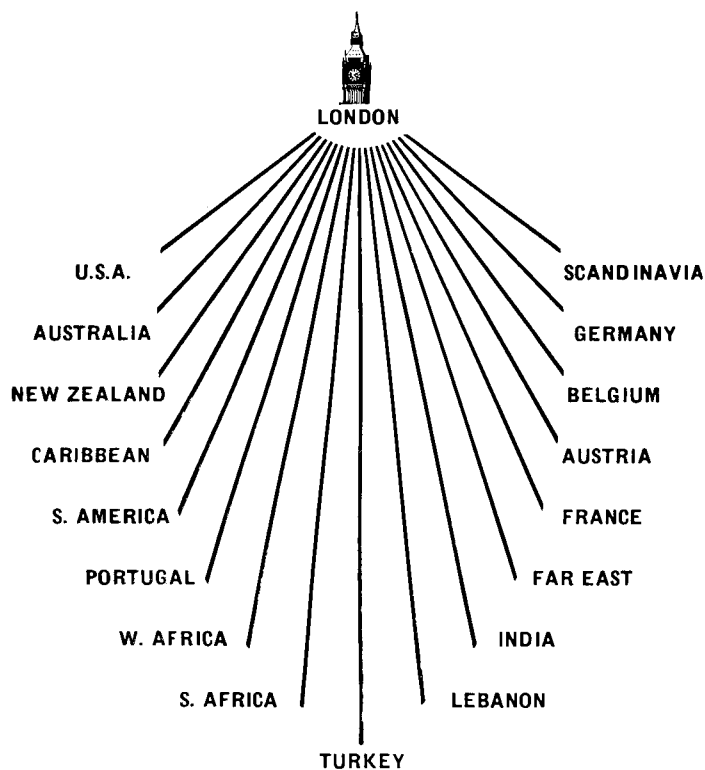 LONDON
U.S.A.
SCANDINAVIA
AUSTRALIA
GERMANY
NEW ZEALAND
BELGIUM
CARIBBEAN
AUSTRIA
S. AMERICA
FRANCE
PORTUGAL
FAR EAST
W. AFRICA
INDIA
S. AFRICA
LEBANON
TURKEY